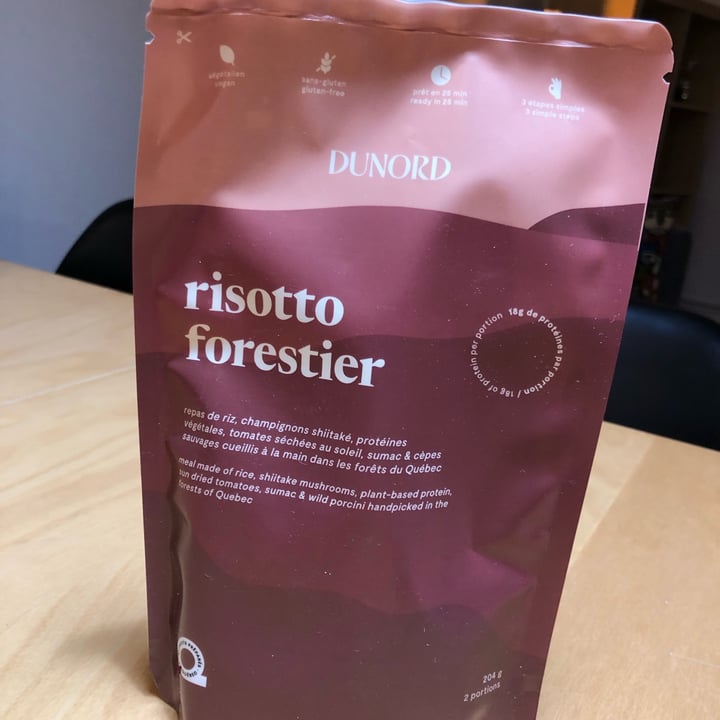 végétalien
vegan
sans-gluten
gluten-free
prêt en 25 min
ready in 25 min
3 étapes simples
3 simple steps
DUNORD
risotto
forestier
18g de protéines par portion / 18g of protein per portion
repas de riz, champignons shiitaké, protéines
végétales, tomates séchées au soleil, sumac & cèpes
sauvages cueillis à la main dans les forêts du Québec
meal made of rice, shiitake mushrooms, plant-based protein,
sun dried tomatoes, sumac & wild porcini handpicked in the
forests of Quebec
204 g
2 portions